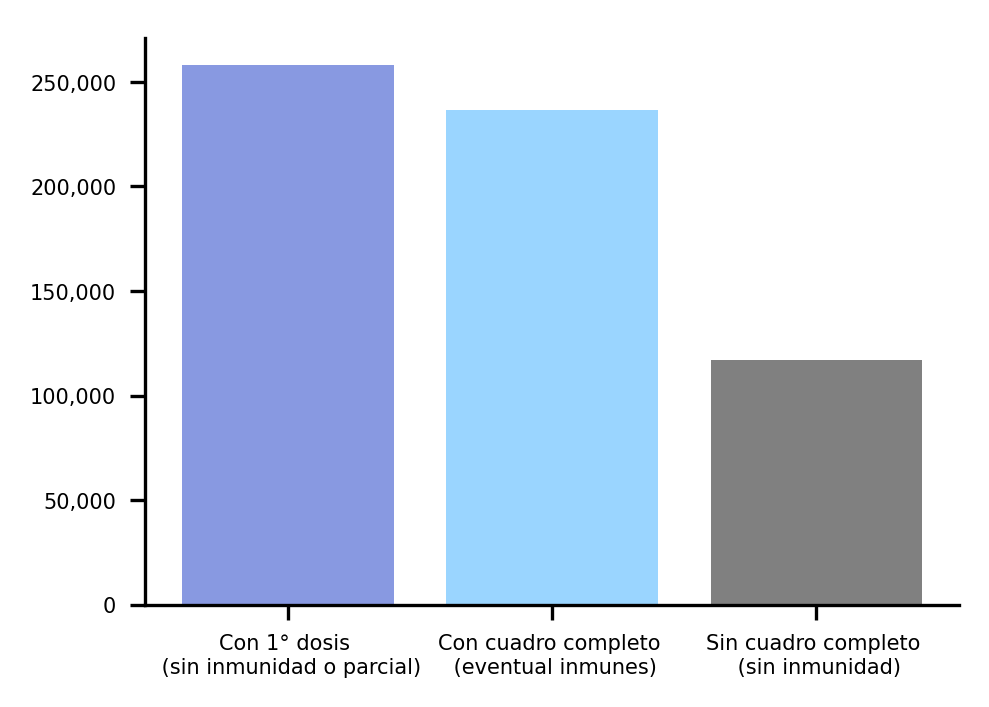 250,000
200,000
150,000
100,000
50,000
0
Con 1° dosis
(sin inmunidad o parcial)
Con cuadro completo
(eventual inmunes)
Sin cuadro completo
(sin inmunidad)